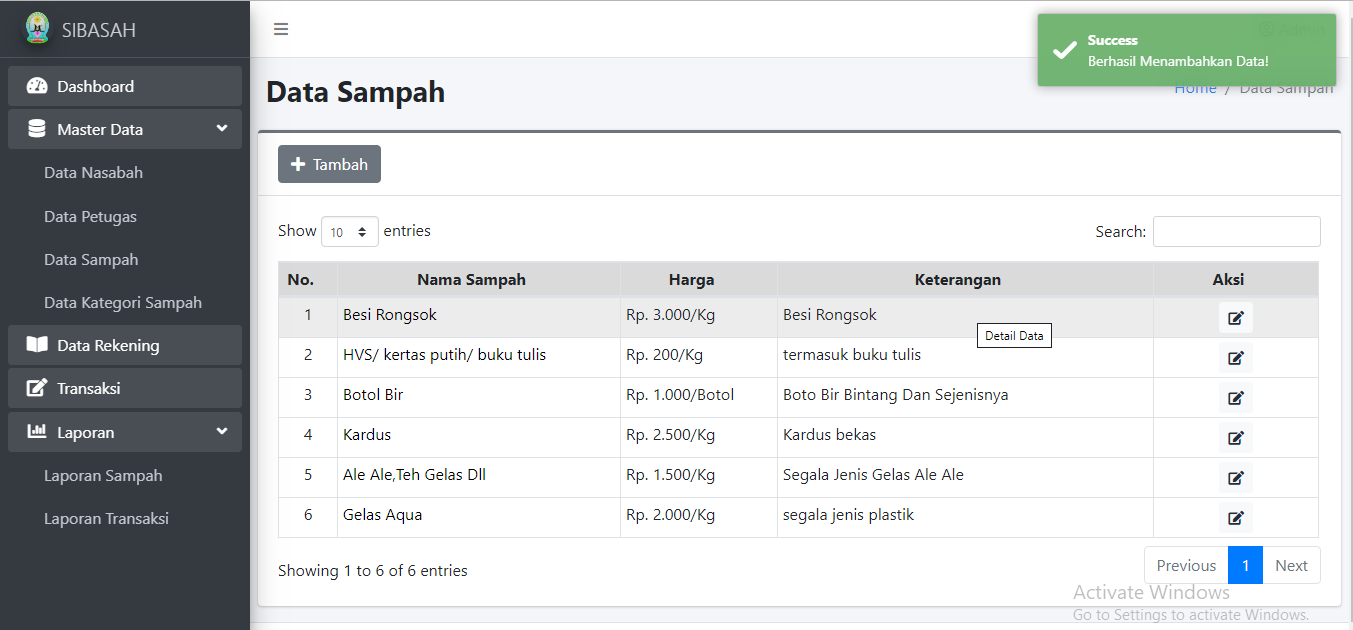 SIBASAH
Dashboard
Master Data
Data Nasabah
Data Petugas
Data Sampah
Data Kategori Sampah
Data Rekening
Transaksi
Laporan
Laporan Sampah
Laporan Transaksi
Success
Berhasil Menambahkan Data!
Data Sampah
Home / Data Sampah
Tambah
Show 10 entries
Search:
No. Nama Sampah Harga Keterangan Aksi
1 Besi Rongsok Rp. 3.000/Kg Besi Rongsok
Detail Data
2 HVS/ kertas putih/ buku tulis Rp. 200/Kg termasuk buku tulis
3 Botol Bir Rp. 1.000/Botol Boto Bir Bintang Dan Sejenisnya
4 Kardus Rp. 2.500/Kg Kardus bekas
5 Ale Ale,Teh Gelas Dll Rp. 1.500/Kg Segala Jenis Gelas Ale Ale
6 Gelas Aqua Rp. 2.000/Kg segala jenis plastik
Showing 1 to 6 of 6 entries
Previous 1 Next
Activate Windows
Go to Settings to activate Windows.